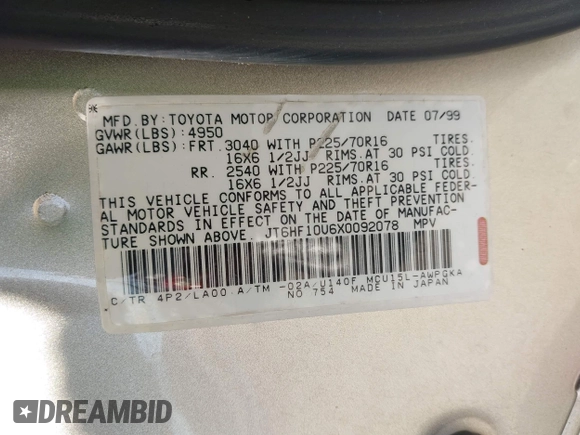 MFD.BY:TOYOTA MOTOR CORPORATION DATE 07/99
GVWR(LBS):4950
GAWR(LBS):FRT. 3040 WITH P225/70R16 TIRES.
16X6 1/2JJ RIMS.AT 30 PSI COLD.
RR. 2540 WITH P225/70R16 TIRES.
16X6 1/2JJ RIMS.AT 30 PSI COLD.
THIS VEHICLE CONFORMS TO ALL APPLICABLE FEDER-
AL MOTOR VEHICLE SAFETY AND THEFT PREVENTION
STANDARDS IN EFFECT ON THE DATE OF MANUFAC-
TURE SHOWN ABOVE. JT6HF10U6X0092078 MPV
C/TR 4P2/LA00 A/TM -02A/U140F MCU15L-AWPGKA
NO 754 MADE IN JAPAN
DREAMBID